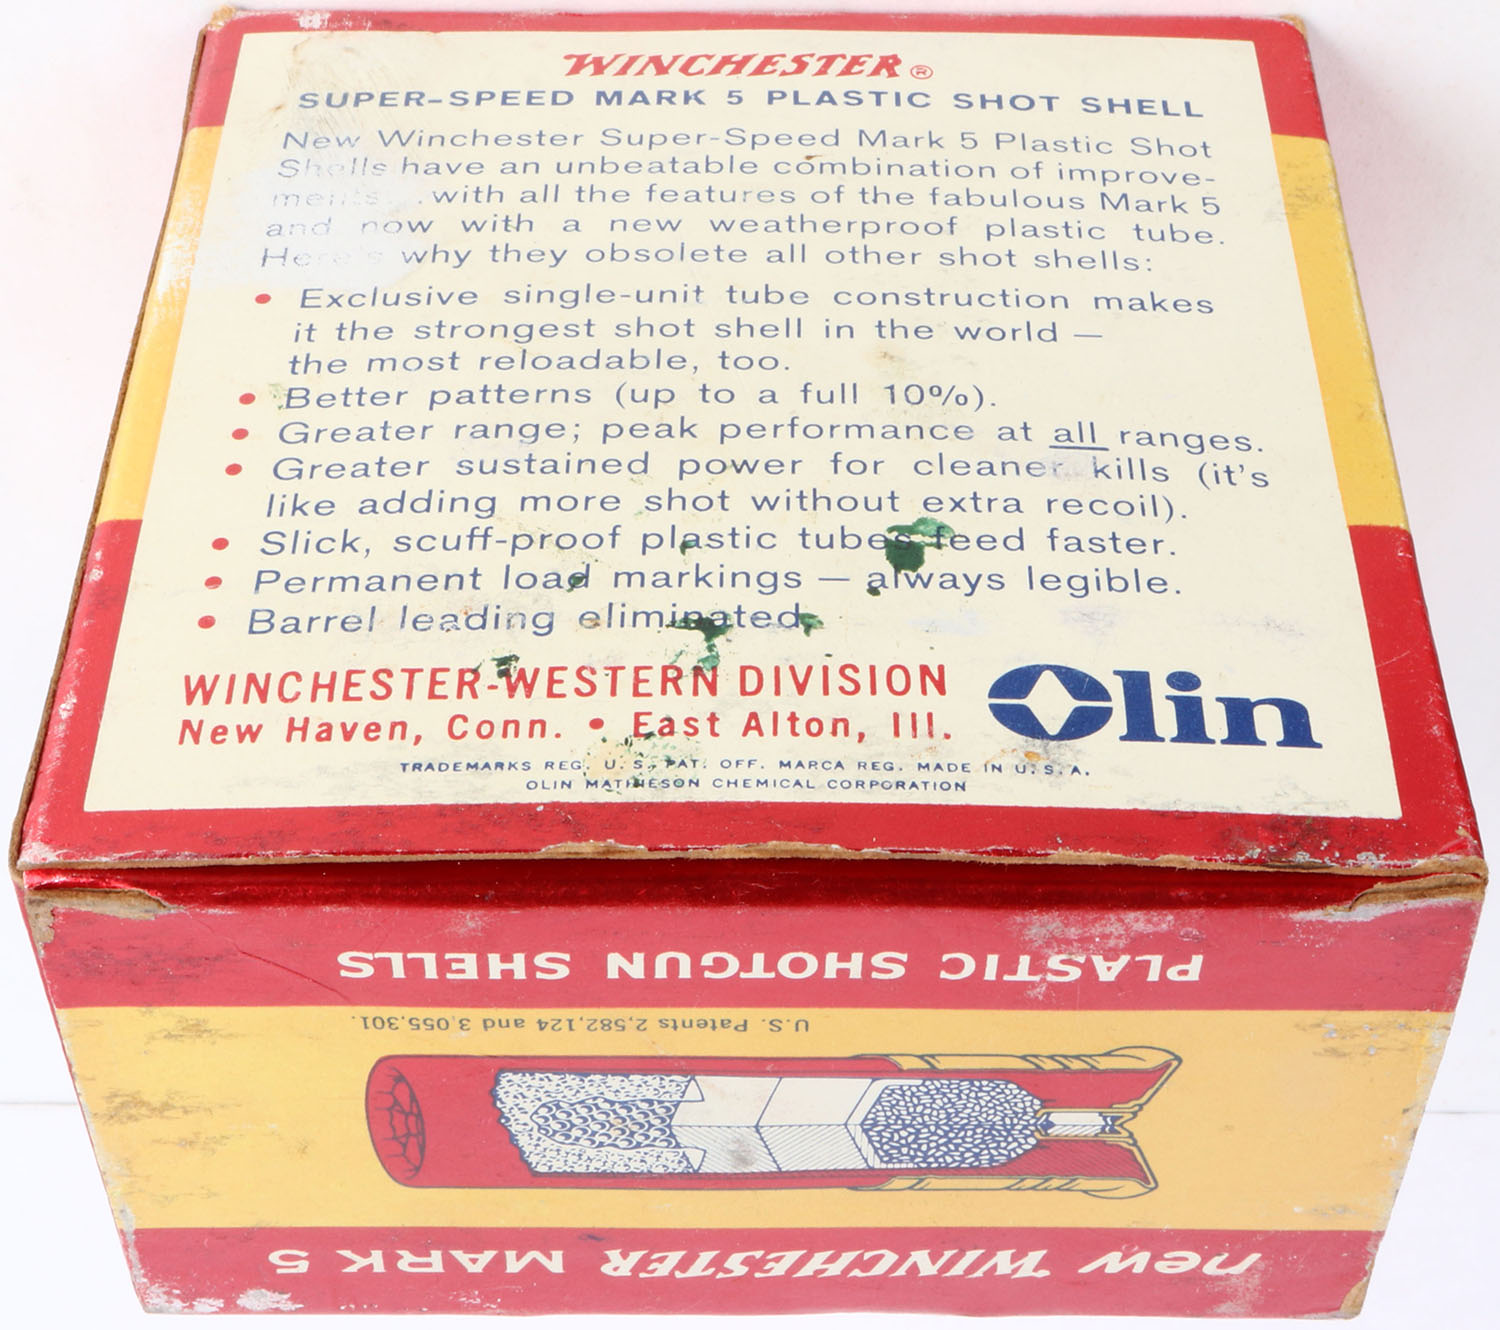 WINCHESTER®
SUPER-SPEED MARK 5 PLASTIC SHOT SHELL
New Winchester Super-Speed Mark 5 Plastic Shot
Shells have an unbeatable combination of improve-
ments...with all the features of the fabulous Mark 5
and now with a new weatherproof plastic tube.
Here's why they obsolete all other shot shells:
• Exclusive single-unit tube construction makes
it the strongest shot shell in the world —
the most reloadable, too.
• Better patterns (up to a full 10%).
• Greater range; peak performance at all ranges.
• Greater sustained power for cleaner kills (it's
like adding more shot without extra recoil).
• Slick, scuff-proof plastic tubes feed faster.
• Permanent load markings — always legible.
• Barrel leading eliminated.
WINCHESTER-WESTERN DIVISION
New Haven, Conn. • East Alton, Ill.
Olin
TRADEMARKS REG. U.S. PAT. OFF. MARCA REG. MADE IN U.S.A.
OLIN MATHIESON CHEMICAL CORPORATION
new WINCHESTER MARK 5
U.S. Patents 2,582,124 and 3,055,301.
PLASTIC SHOTGUN SHELLS